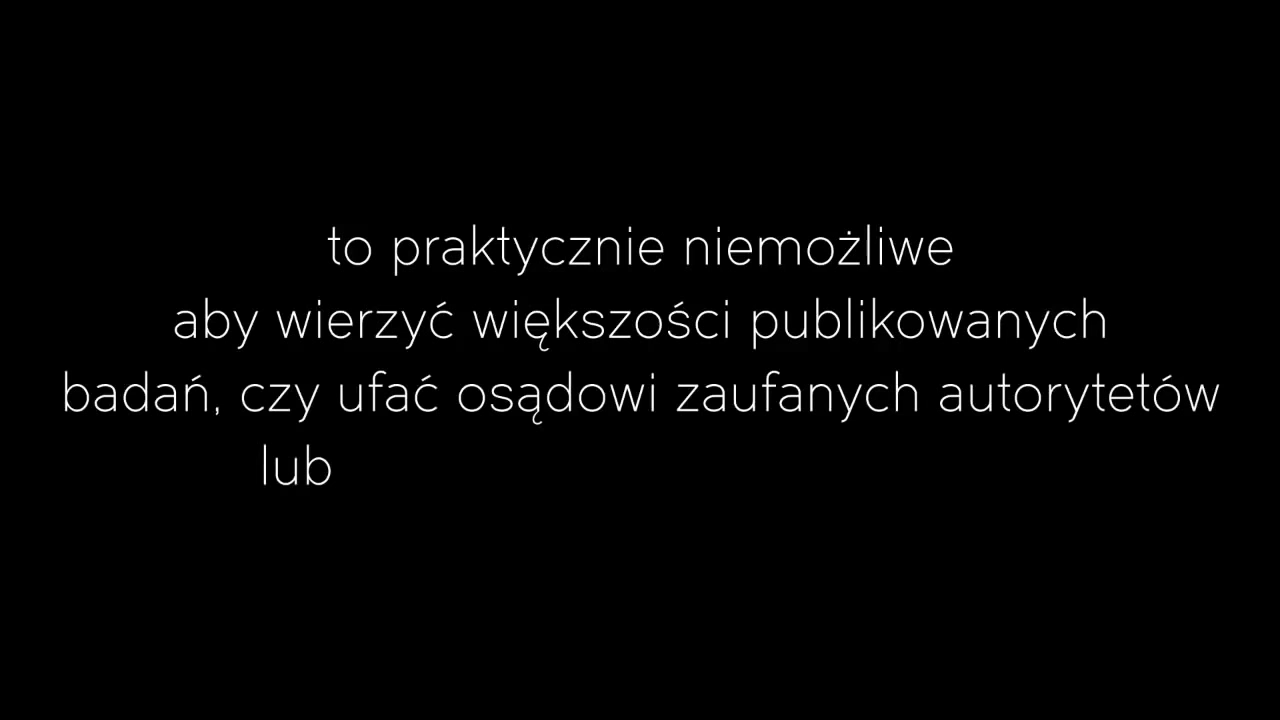 to praktycznie niemożliwe
aby wierzyć większości publikowanych
badań, czy ufać osądowi zaufanych autorytetów
lub